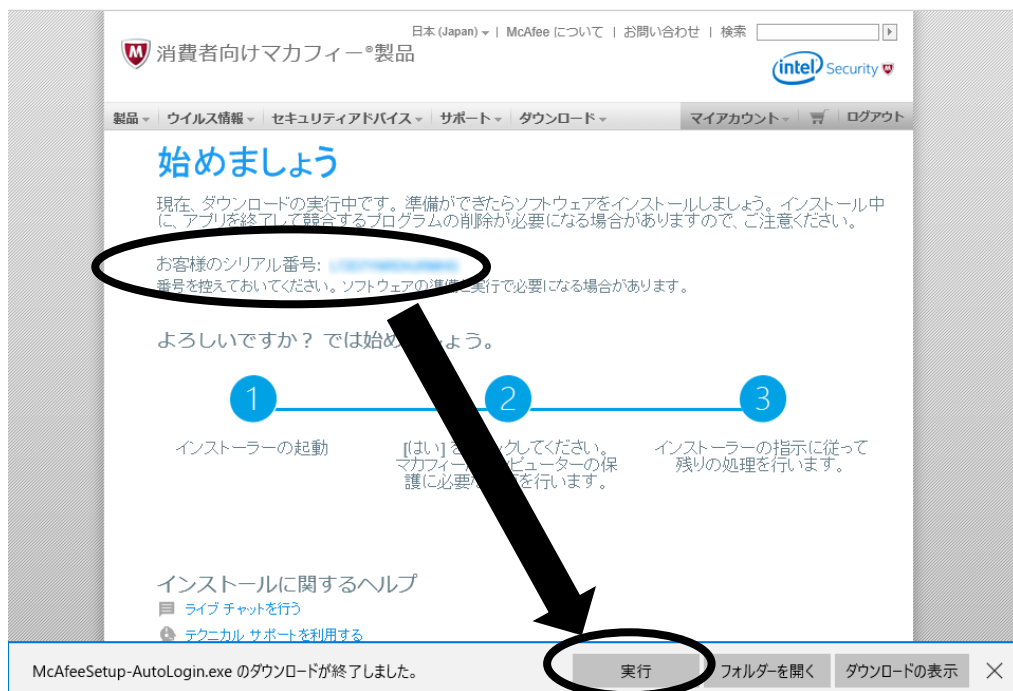 日本 (Japan) | McAfee について | お問い合わせ | 検索
消費者向けマカフィー®製品
intel Security
製品 ウイルス情報 セキュリティアドバイス サポート ダウンロード マイアカウント ログアウト
始めましょう
現在、ダウンロードの実行中です。準備ができたらソフトウェアをインストールしましょう。インストール中
に、アプリを終了して競合するプログラムの削除が必要になる場合がありますので、ご注意ください。
お客様のシリアル番号:
番号を控えておいてください。ソフトウェアの準備と実行で必要になる場合があります。
よろしいですか? では始めましょう。
1 2 3
インストーラーの起動
[はい] を クしてください。
マカフィー ピューターの保
護に必要な を行います。
インストーラーの指示に従って
残りの処理を行います。
インストールに関するヘルプ
ライブ チャットを行う
テクニカル サポートを利用する
McAfeeSetup-AutoLogin.exe のダウンロードが終了しました。 実行 フォルダーを開く ダウンロードの表示